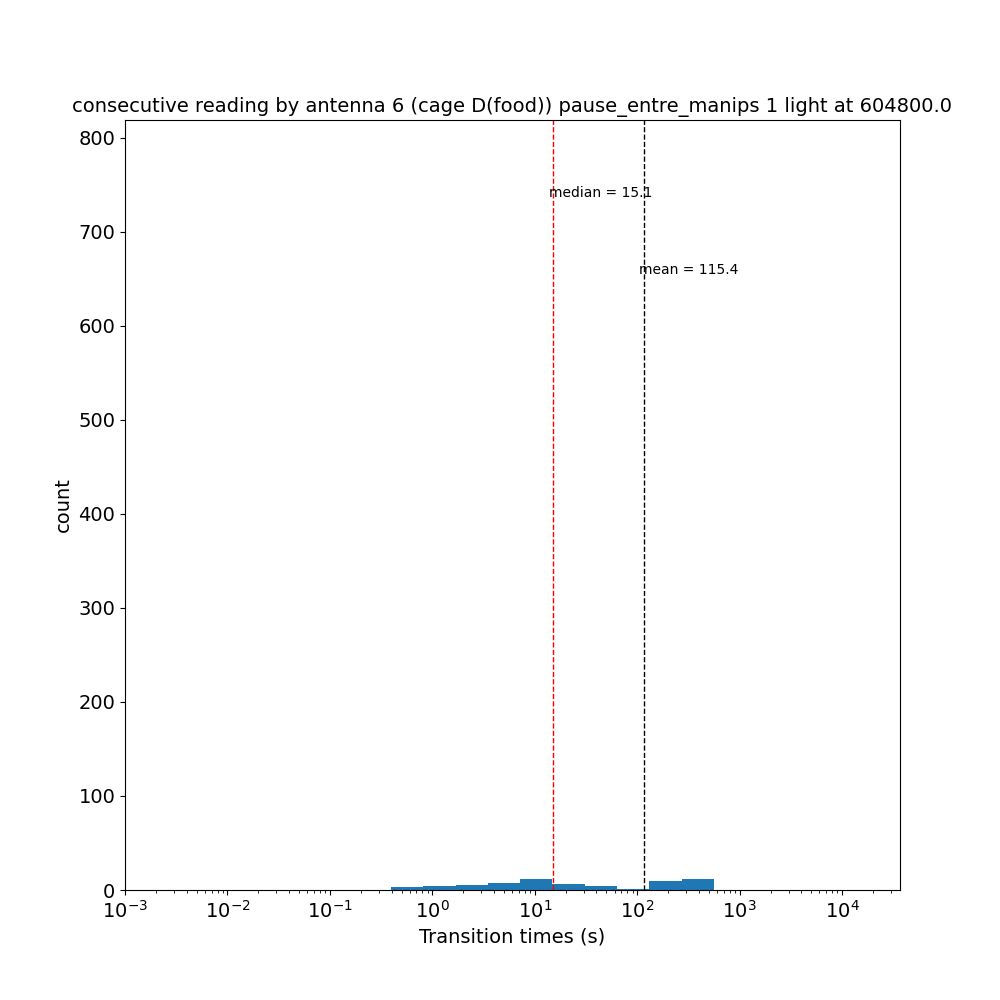 consecutive reading by antenna 6 (cage D(food)) pause_entre_manips 1 light at 604800.0
800
median = 15.1
700
mean = 115.4
600
500
count
400
300
200
100
0
10⁻³ 10⁻² 10⁻¹ 10⁰ 10¹ 10² 10³ 10⁴
Transition times (s)